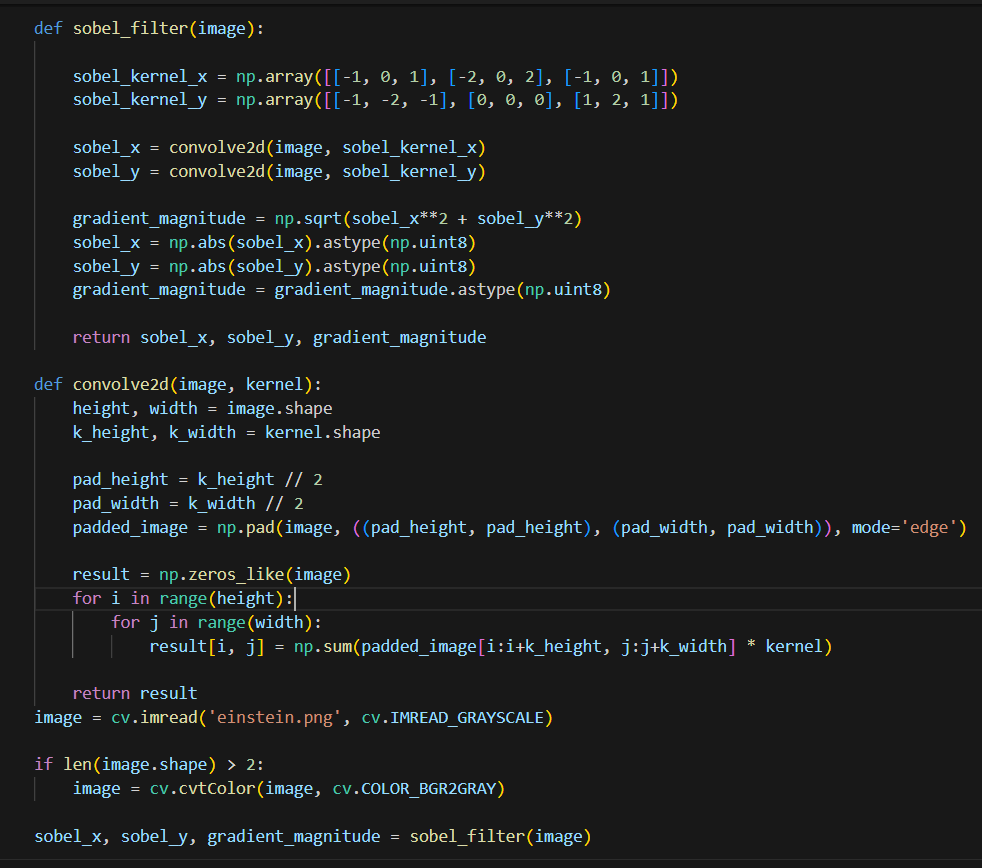 def sobel_filter(image):
    sobel_kernel_x = np.array([[-1, 0, 1], [-2, 0, 2], [-1, 0, 1]])
    sobel_kernel_y = np.array([[-1, -2, -1], [0, 0, 0], [1, 2, 1]])
    sobel_x = convolve2d(image, sobel_kernel_x)
    sobel_y = convolve2d(image, sobel_kernel_y)
    gradient_magnitude = np.sqrt(sobel_x**2 + sobel_y**2)
    sobel_x = np.abs(sobel_x).astype(np.uint8)
    sobel_y = np.abs(sobel_y).astype(np.uint8)
    gradient_magnitude = gradient_magnitude.astype(np.uint8)
    return sobel_x, sobel_y, gradient_magnitude
def convolve2d(image, kernel):
    height, width = image.shape
    k_height, k_width = kernel.shape
    pad_height = k_height // 2
    pad_width = k_width // 2
    padded_image = np.pad(image, ((pad_height, pad_height), (pad_width, pad_width)), mode='edge')
    result = np.zeros_like(image)
    for i in range(height):
        for j in range(width):
            result[i, j] = np.sum(padded_image[i:i+k_height, j:j+k_width] * kernel)
    return result
image = cv.imread('einstein.png', cv.IMREAD_GRAYSCALE)
if len(image.shape) > 2:
    image = cv.cvtColor(image, cv.COLOR_BGR2GRAY)
sobel_x, sobel_y, gradient_magnitude = sobel_filter(image)